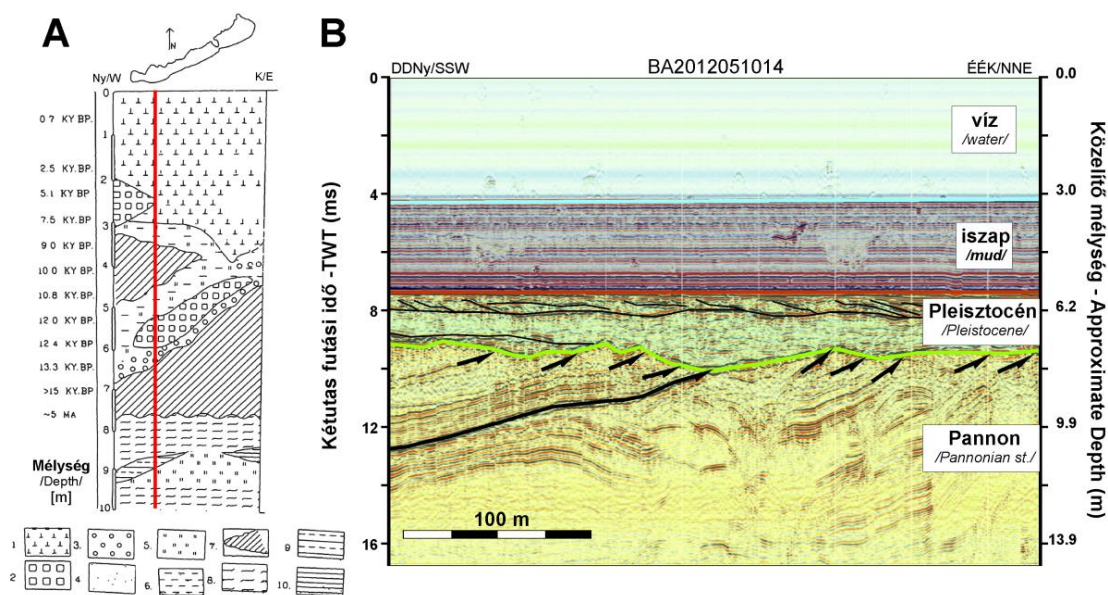 A
N
Ny/W
K/E
0
0.7 KY BP.
1
2.5 KY.BP.
2
5.1 KY BP
7.5 KY.BP.
3
9.0 KY.BP.
4
10.0 KY.BP.
10.8 KY.BP.
5
12.0 KY.BP.
12.4 KY.BP
6
13.3 KY.BP
7
>15 KY.BP
~5 MA
8
Mélység
/Depth/
[m]
9
10
1 3. 5. 7. 9.
2 4. 6. 8. 10.
B
DDNy/SSW
BA2012051014
ÉÉK/NNE
Kétutas futási idő -TWT (ms)
0
4
8
12
16
víz
/water/
iszap
/mud/
Pleisztocén
/Pleistocene/
Pannon
/Pannonian st./
100 m
0.0
3.0
6.2
9.9
13.9
Közelítő mélység - Approximate Depth (m)